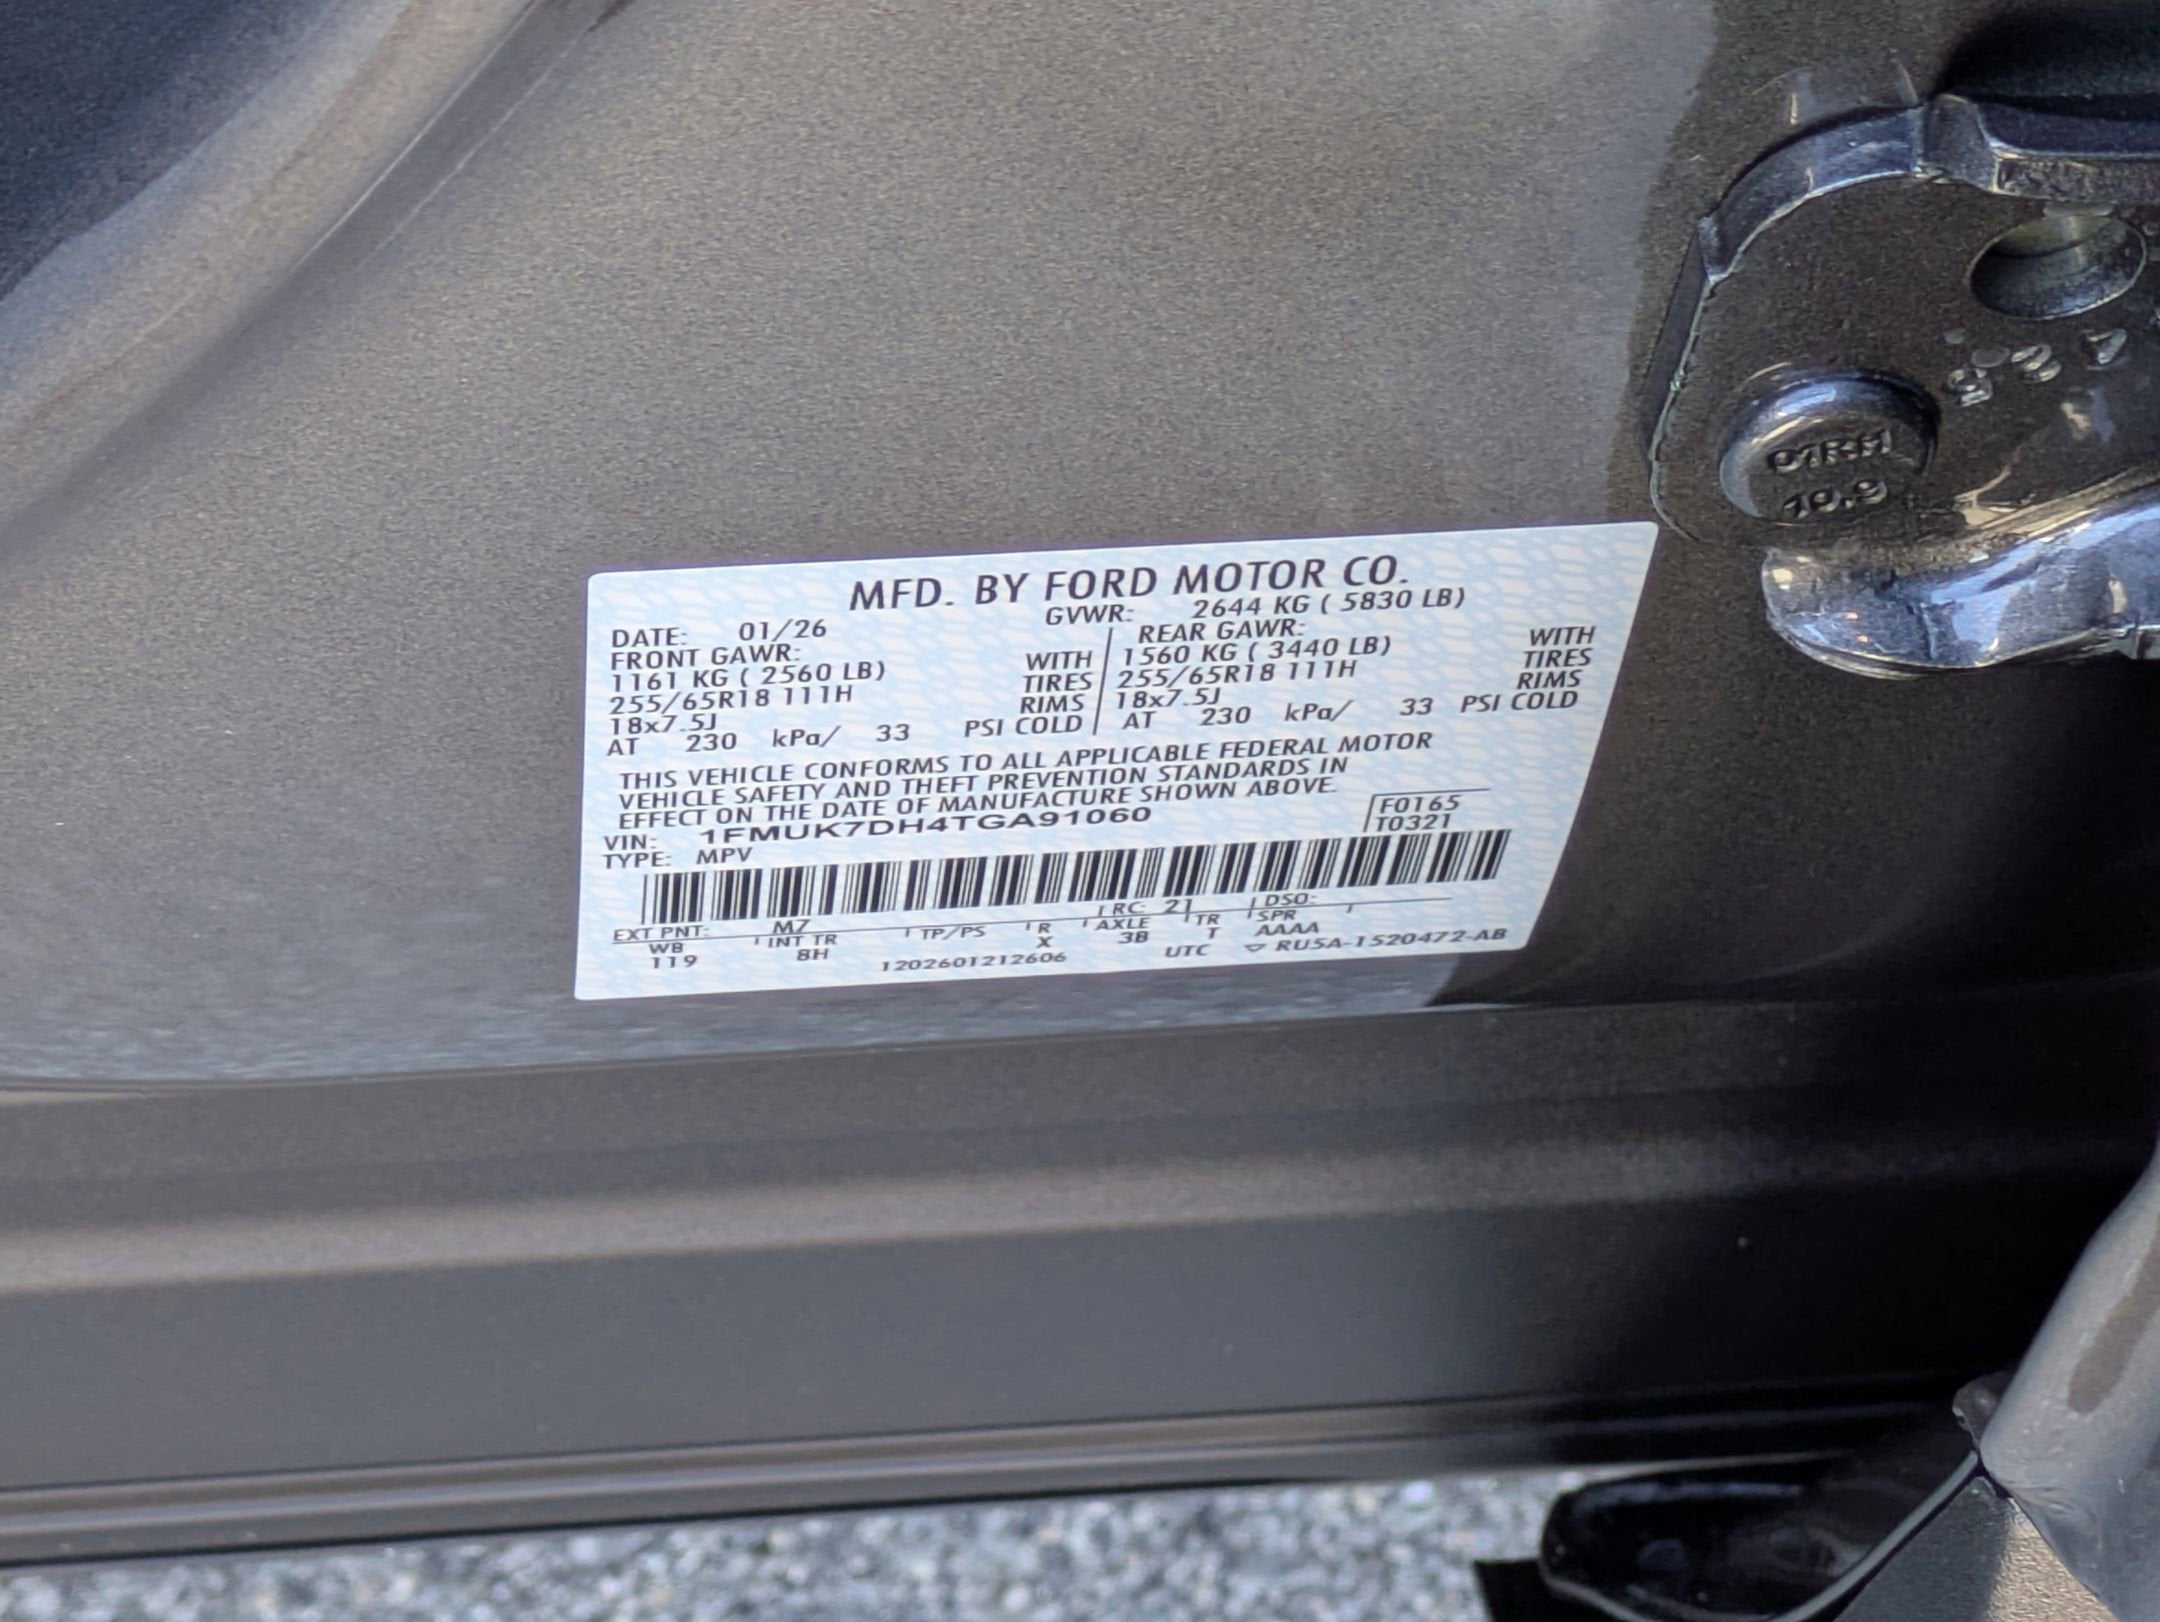 MFD. BY FORD MOTOR CO.
DATE: 01/26 GVWR: 2644 KG ( 5830 LB)
FRONT GAWR: REAR GAWR:
1161 KG ( 2560 LB) WITH 1560 KG ( 3440 LB) WITH
255/65R18 111H TIRES 255/65R18 111H TIRES
18x7.5J RIMS 18x7.5J RIMS
AT 230 kPa/ 33 PSI COLD AT 230 kPa/ 33 PSI COLD
THIS VEHICLE CONFORMS TO ALL APPLICABLE FEDERAL MOTOR
VEHICLE SAFETY AND THEFT PREVENTION STANDARDS IN
EFFECT ON THE DATE OF MANUFACTURE SHOWN ABOVE.
VIN: 1FMUK7DH4TGA91060 F0165
TYPE: MPV T0321
EXT PNT: M7 RC: 21 DSO:
WB INT TR TP/PS R AXLE TR SPR
119 8H X 3B T AAAA
1202601212606 UTC RU5A-1520472-AB
10.9